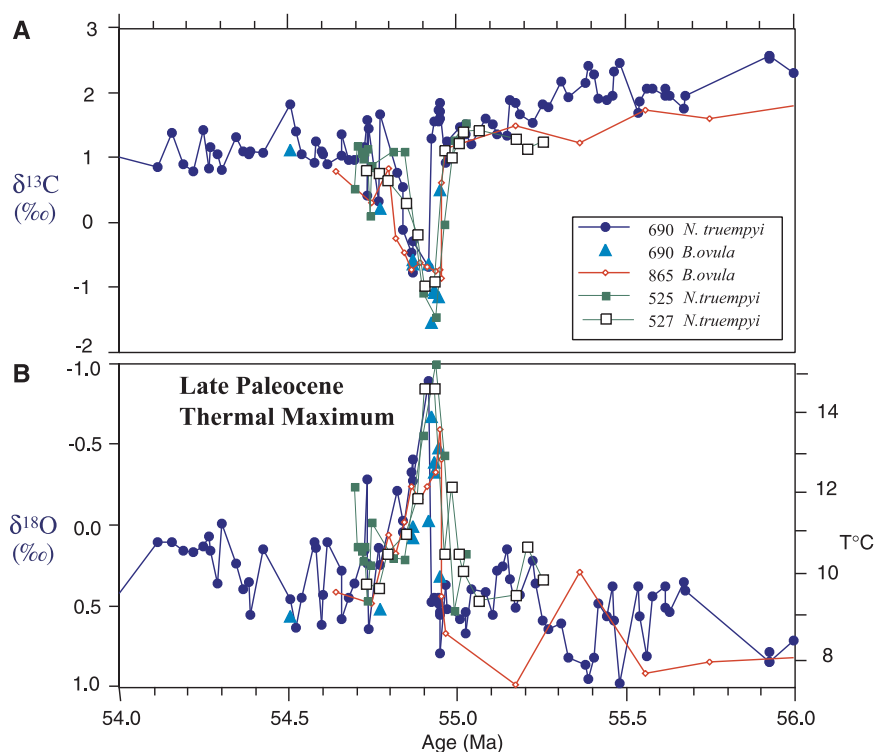 A
3
2
1
0
-1
-2
δ¹³C
(‰)
690 N. truempyi
690 B.ovula
865 B.ovula
525 N.truempyi
527 N.truempyi
B
Late Paleocene
Thermal Maximum
-1.0
-0.5
0.0
0.5
1.0
δ¹⁸O
(‰)
14
12
10
8
T°C
54.0 54.5 55.0 55.5 56.0
Age (Ma)